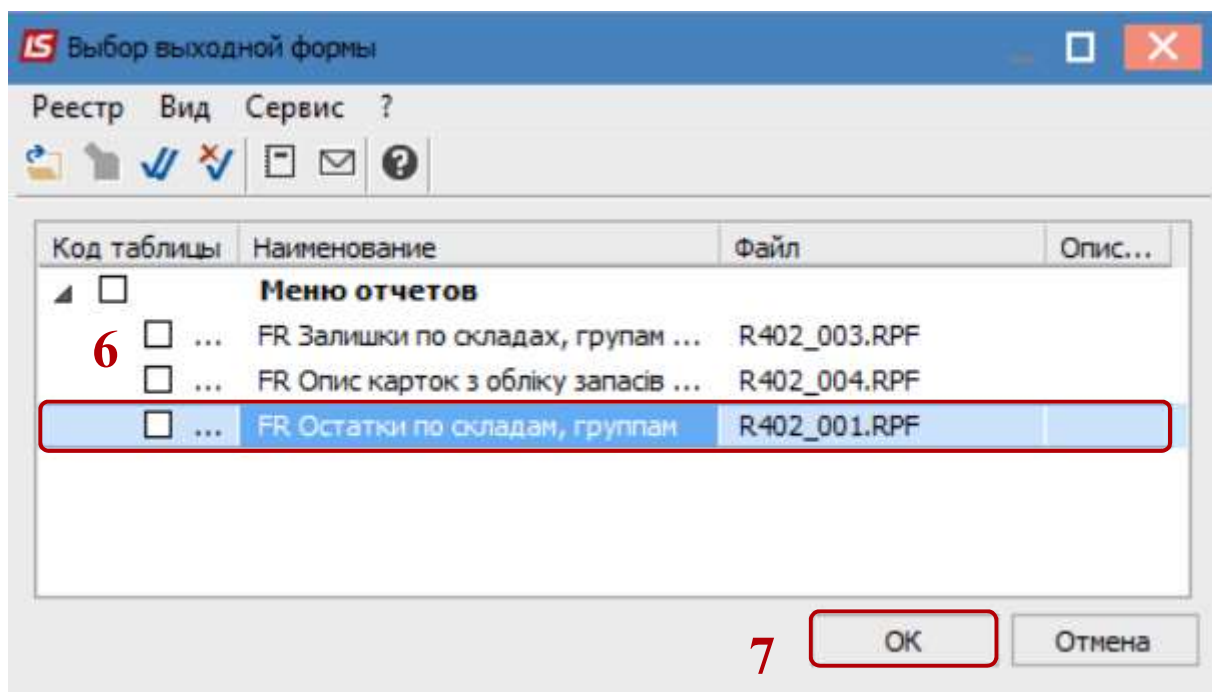 IS Выбор выходной формы
Реестр Вид Сервис ?
Код таблицы Наименование Файл Опис...
Меню отчетов
6 ... FR Залишки по складах, групам ... R402_003.RPF
... FR Опис карток з обліку запасів ... R402_004.RPF
... FR Остатки по складам, группам R402_001.RPF
7 OK Отмена